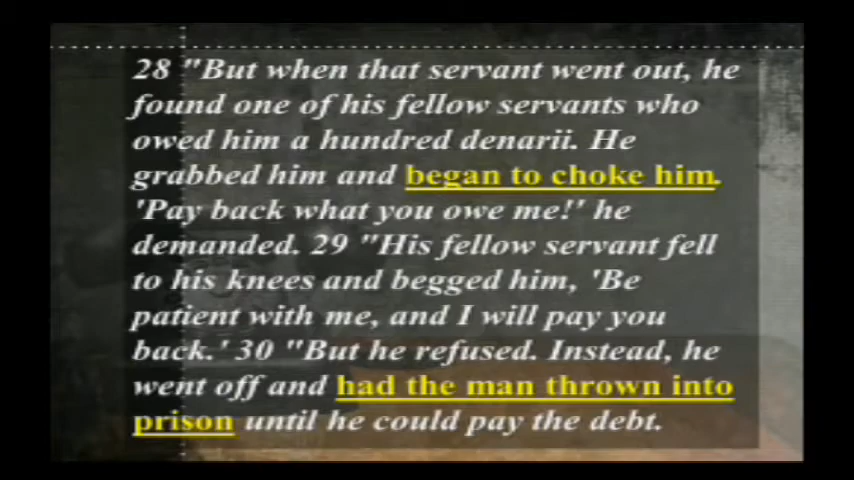 28 "But when that servant went out, he
found one of his fellow servants who
owed him a hundred denarii. He
grabbed him and began to choke him.
'Pay back what you owe me!' he
demanded. 29 "His fellow servant fell
to his knees and begged him, 'Be
patient with me, and I will pay you
back.' 30 "But he refused. Instead, he
went off and had the man thrown into
prison until he could pay the debt.